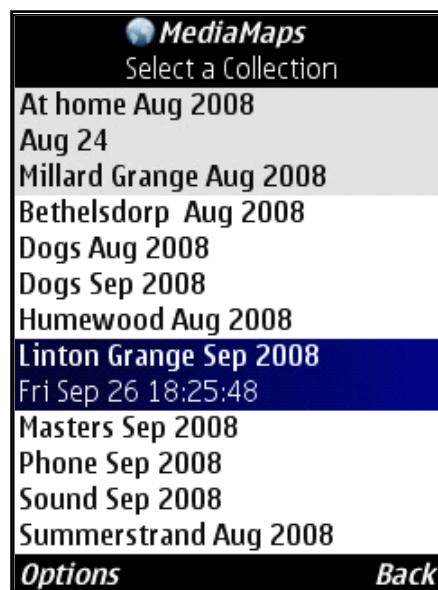 MediaMaps
Select a Collection
At home Aug 2008
Aug 24
Millard Grange Aug 2008
Bethelsdorp  Aug 2008
Dogs Aug 2008
Dogs Sep 2008
Humewood Aug 2008
Linton Grange Sep 2008
Fri Sep 26 18:25:48
Masters Sep 2008
Phone Sep 2008
Sound Sep 2008
Summerstrand Aug 2008
Options Back